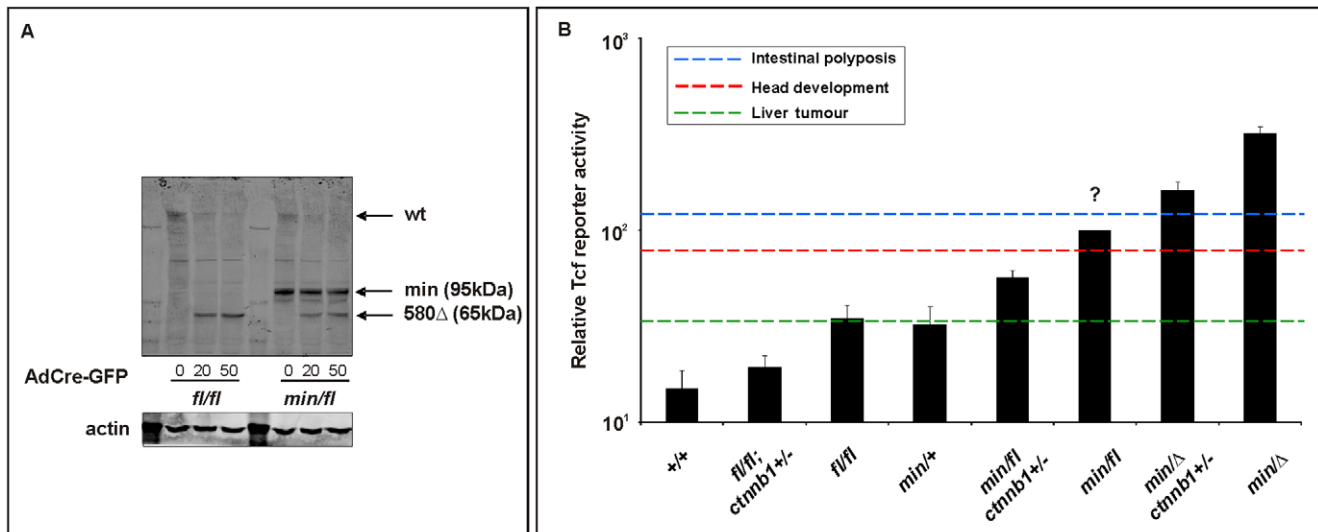 A
wt
min (95kDa)
580Δ (65kDa)
AdCre-GFP
0 20 50 0 20 50
fl/fl min/fl
actin
B
Relative Tcf reporter activity
10³
10²
10¹
Intestinal polyposis
Head development
Liver tumour
?
+/+
fl/fl;
ctnnb1+/-
fl/fl
min/+
min/fl
ctnnb1+/-
min/fl
min/Δ
ctnnb1+/-
min/Δ